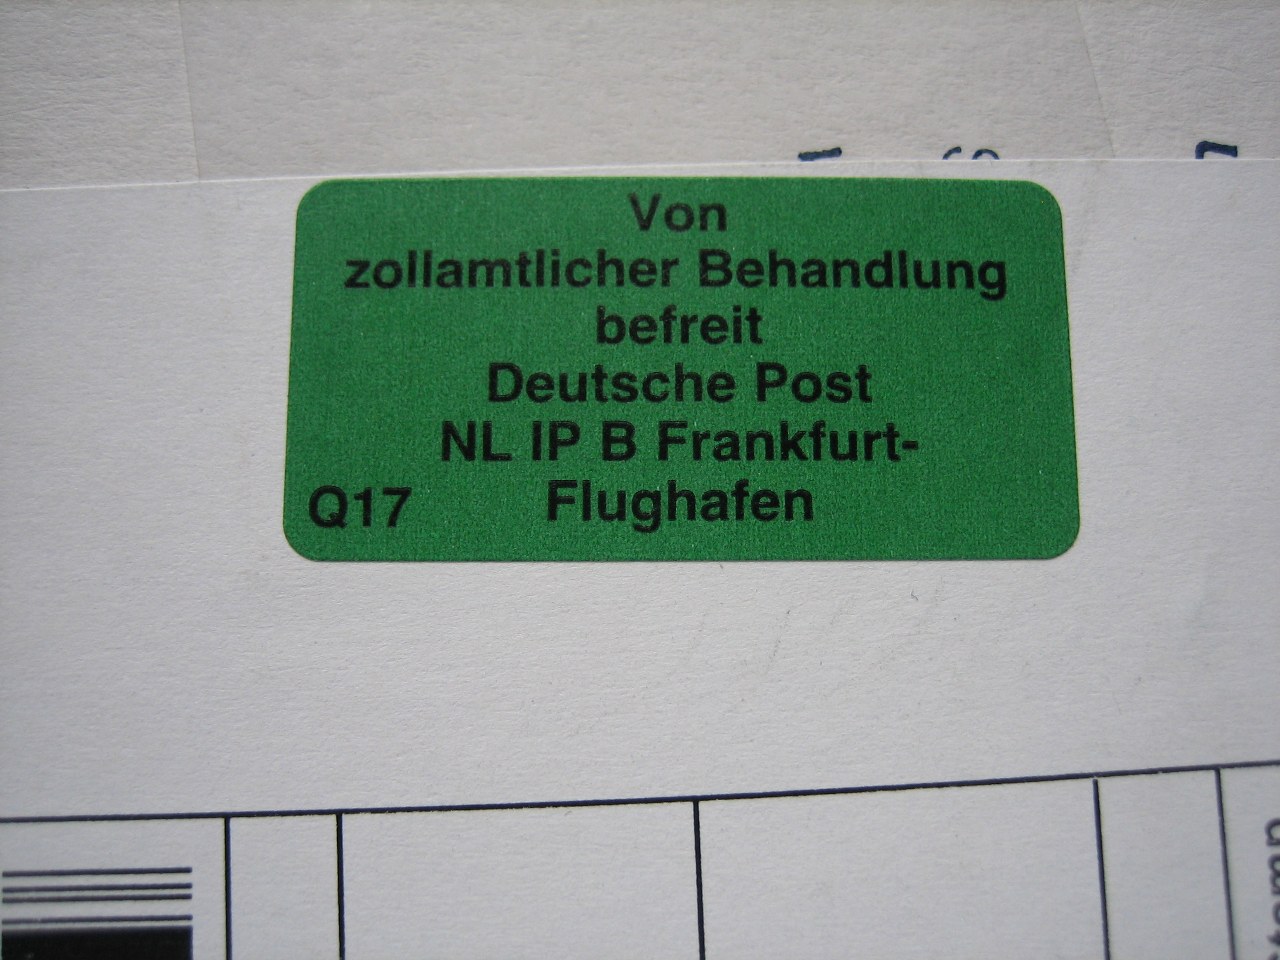 Von
zollamtlicher Behandlung
befreit
Deutsche Post
NL IP B Frankfurt-
Q17 Flughafen